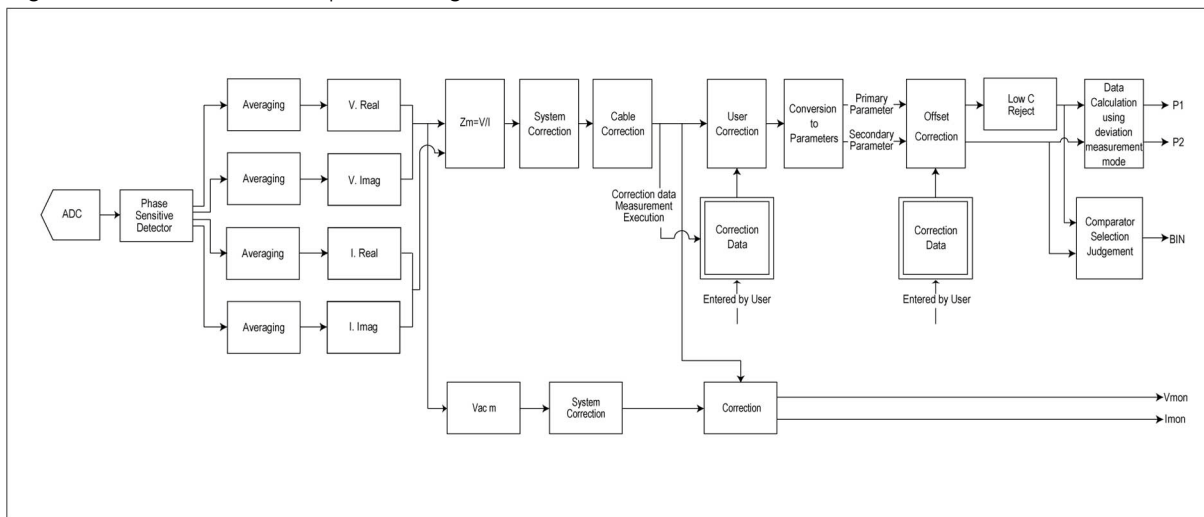 ADC
Phase
Sensitive
Detector
Averaging
V. Real
Averaging
V. Imag
Averaging
I. Real
Averaging
I. Imag
Zm=V/I
System
Correction
Cable
Correction
User
Correction
Conversion
to
Parameters
Primary
Parameter
Secondary
Parameter
Offset
Correction
Low C
Reject
Data
Calculation
using
deviation
measurement
mode
P1
P2
Correction data
Measurement
Execution
Correction
Data
Entered by User
Correction
Data
Entered by User
Comparator
Selection
Judgement
BIN
Vac m
System
Correction
Correction
Vmon
Imon